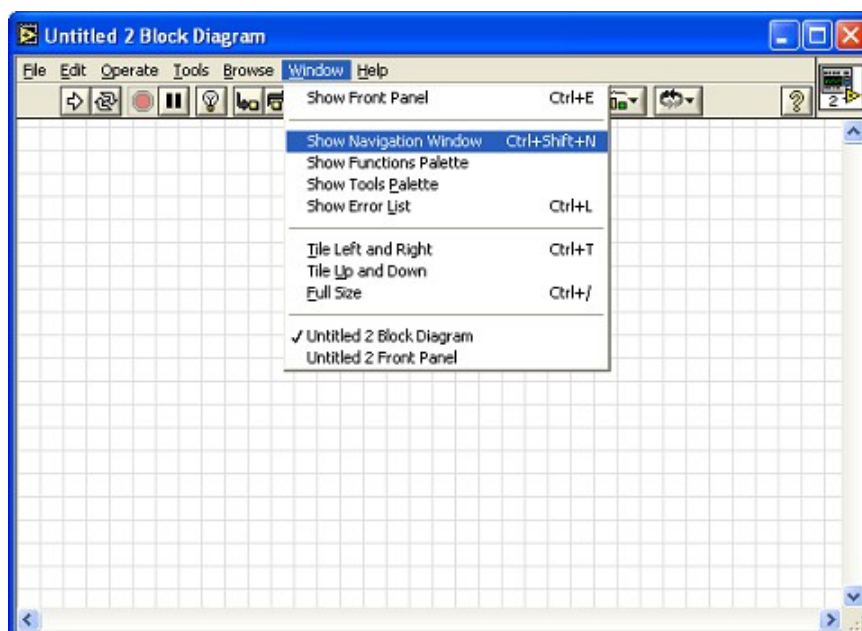 Untitled 2 Block Diagram
File Edit Operate Tools Browse Window Help
Show Front Panel Ctrl+E
?
2
Show Navigation Window Ctrl+Shift+N
Show Functions Palette
Show Tools Palette
Show Error List Ctrl+L
Tile Left and Right Ctrl+T
Tile Up and Down
Full Size Ctrl+/
✓ Untitled 2 Block Diagram
Untitled 2 Front Panel